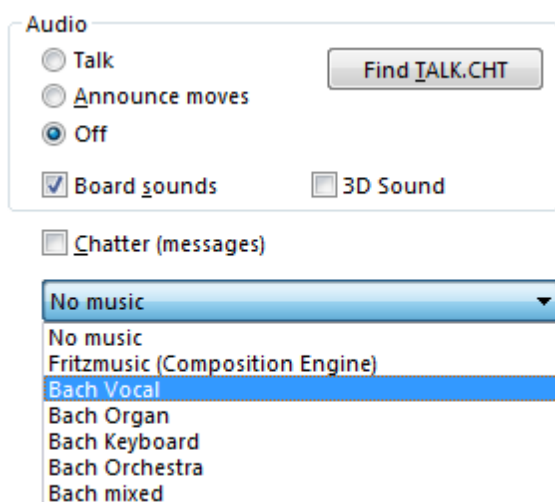 Audio
Talk
Find TALK.CHT
Announce moves
Off
Board sounds
3D Sound
Chatter (messages)
No music
No music
Fritzmusic (Composition Engine)
Bach Vocal
Bach Organ
Bach Keyboard
Bach Orchestra
Bach mixed